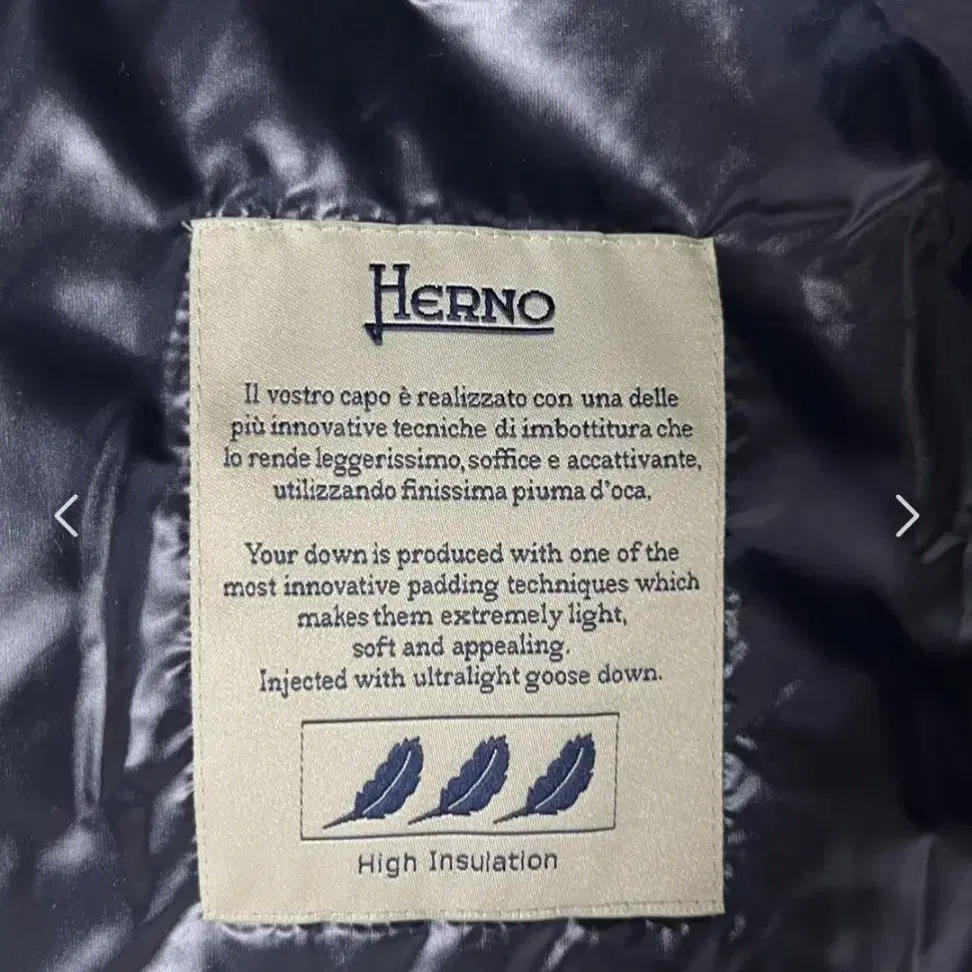 HERNO
Il vostro capo è realizzato con una delle
più innovative tecniche di imbottitura che
lo rende leggerissimo, soffice e accattivante,
utilizzando finissima piuma d'oca.
Your down is produced with one of the
most innovative padding techniques which
makes them extremely light,
soft and appealing.
Injected with ultralight goose down.
High Insulation